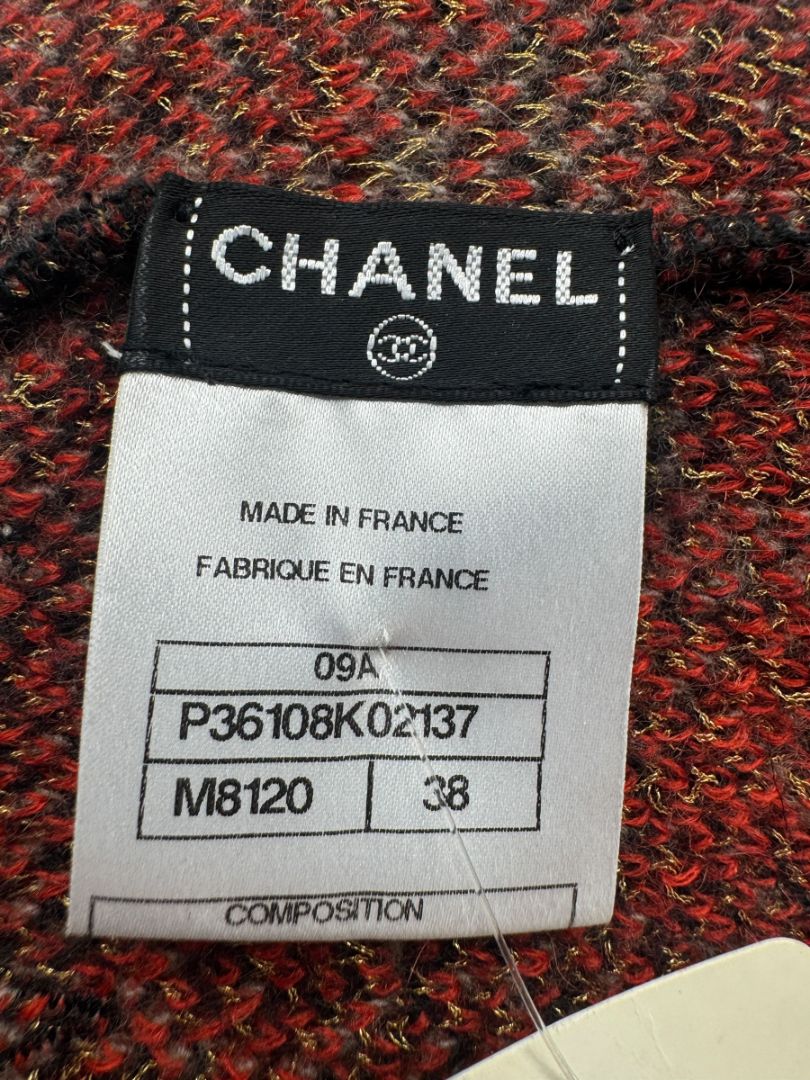 CHANEL
MADE IN FRANCE
FABRIQUE EN FRANCE
09A
P36108K02137
M8120 38
COMPOSITION